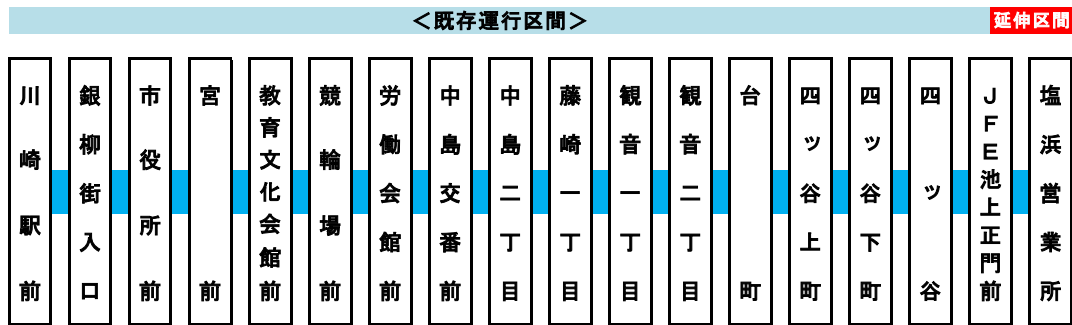 ＜既存運行区間＞
延伸区間
川崎駅前
銀柳街入口
市役所前
宮前
教育文化会館前
競輪場前
労働会館前
中島交番前
中島二丁目
藤崎一丁目
観音一丁目
観音二丁目
台町
四ッ谷上町
四ッ谷下町
四ッ谷
ＪＦＥ池上正門前
塩浜営業所